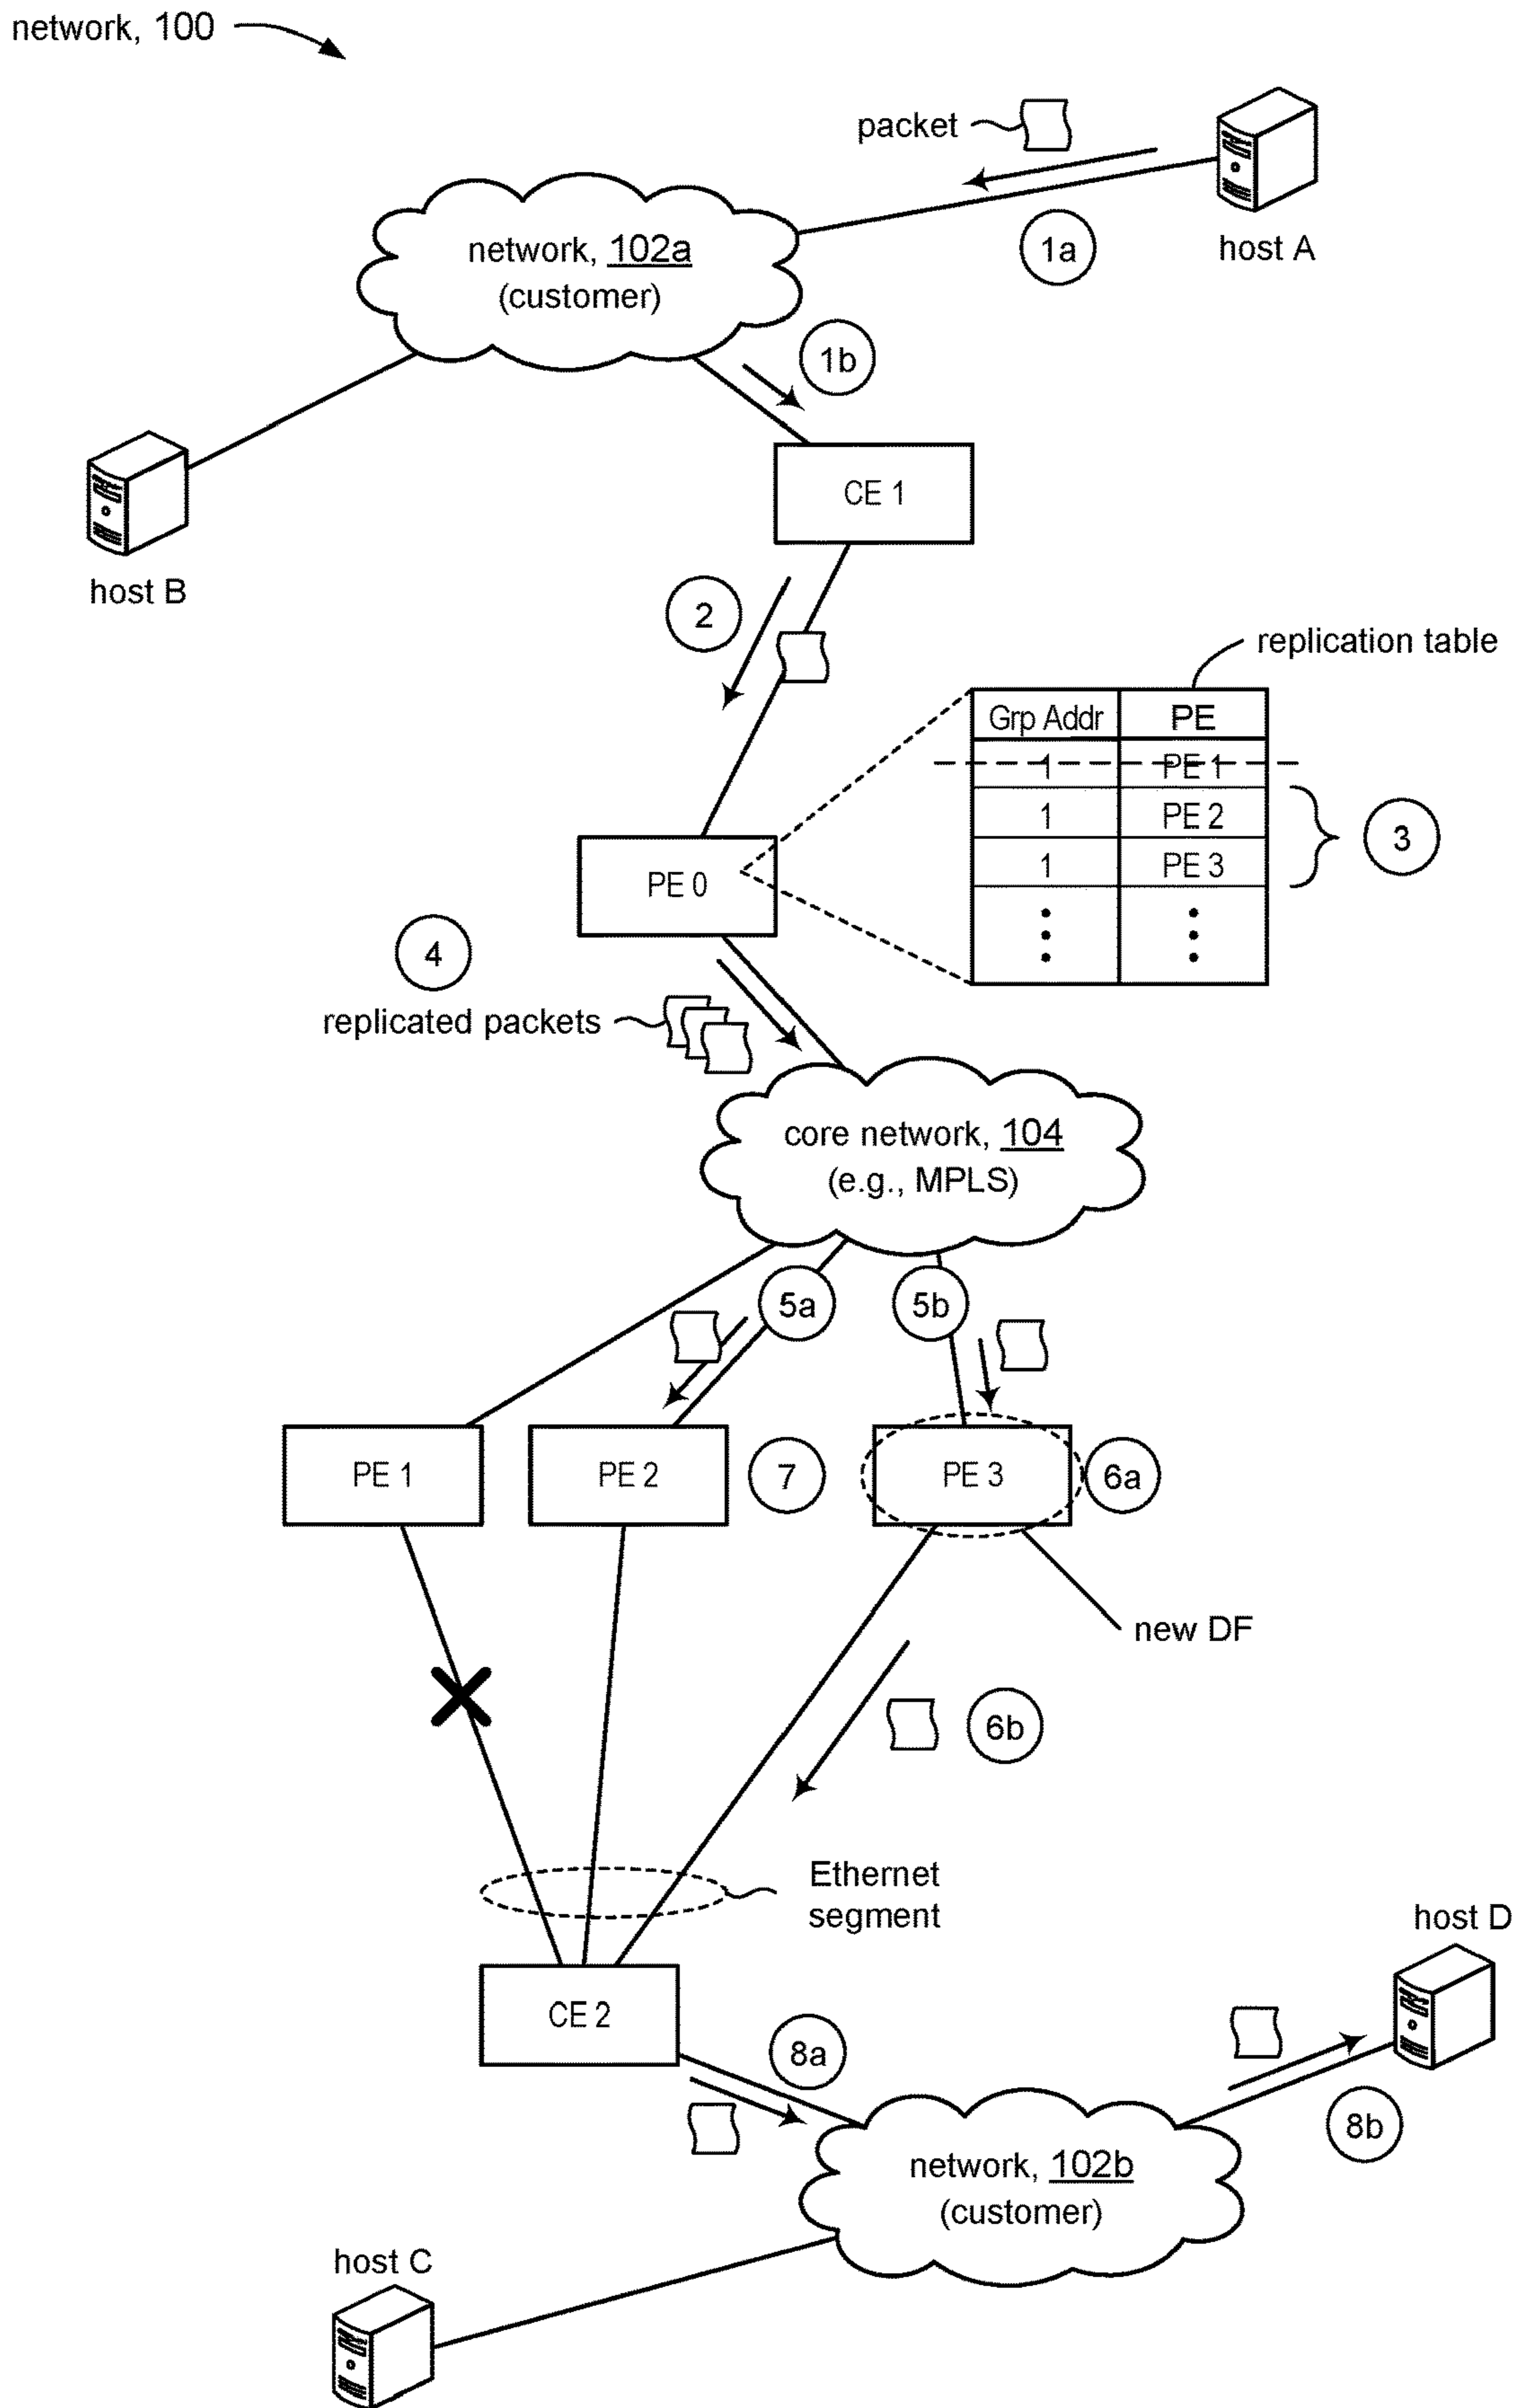 network, 100
packet
host A
1a
network, 102a
(customer)
1b
host B
CE 1
2
replication table
Grp Addr PE
1 PE 1
1 PE 2
1 PE 3
3
PE 0
4
replicated packets
core network, 104
(e.g., MPLS)
5a
5b
PE 1
PE 2
7
PE 3
6a
new DF
6b
Ethernet
segment
CE 2
8a
host D
8b
network, 102b
(customer)
host C